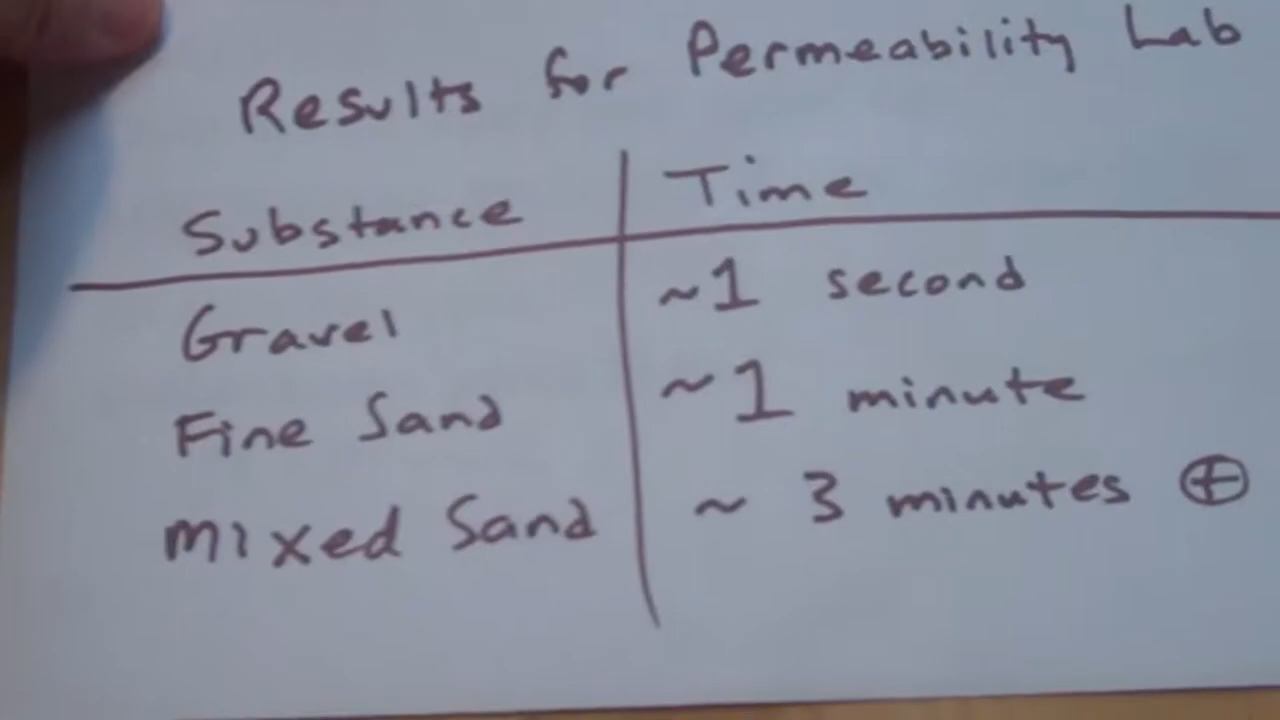 Results for Permeability Lab
Substance Time
Gravel ~1 second
Fine Sand ~1 minute
Mixed Sand ~ 3 minutes ⊕